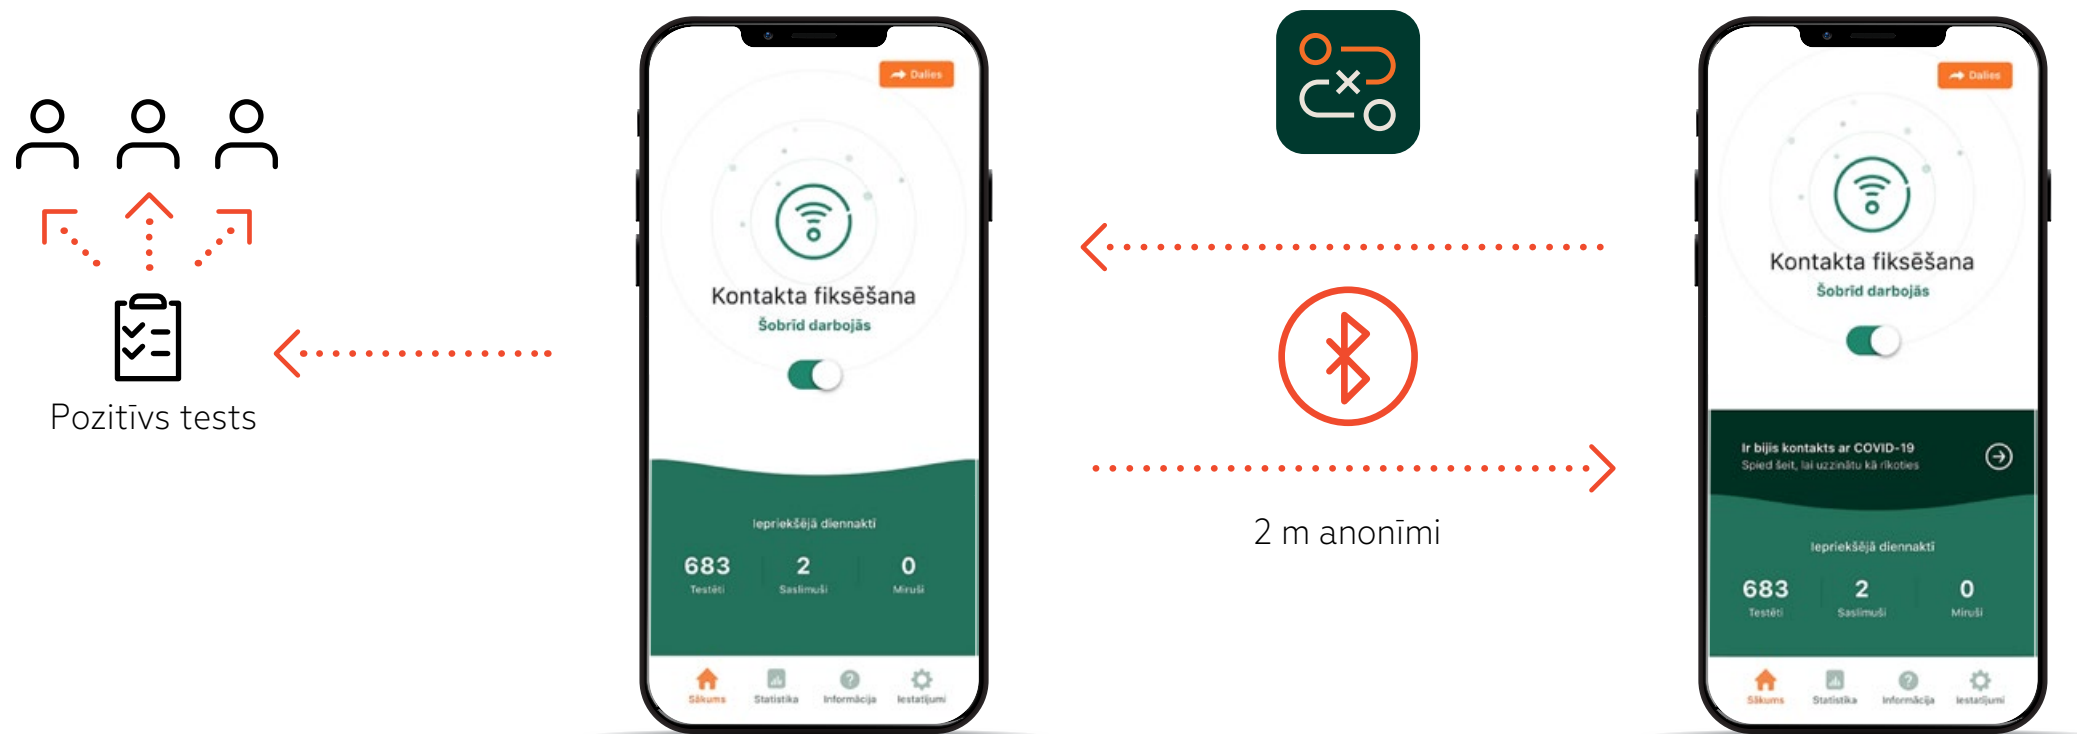 Pozitīvs tests
Dalies
Kontakta fiksēšana
Šobrīd darbojās
Iepriekšējā diennaktī
683 2 0
Testēti Saslimuši Miruši
Sākums Statistika Informācija Iestatījumi
2 m anonīmi
Dalies
Kontakta fiksēšana
Šobrīd darbojās
Ir bijis kontakts ar COVID-19
Spied šeit, lai uzzinātu kā rīkoties
Iepriekšējā diennaktī
683 2 0
Testēti Saslimuši Miruši
Sākums Statistika Informācija Iestatījumi